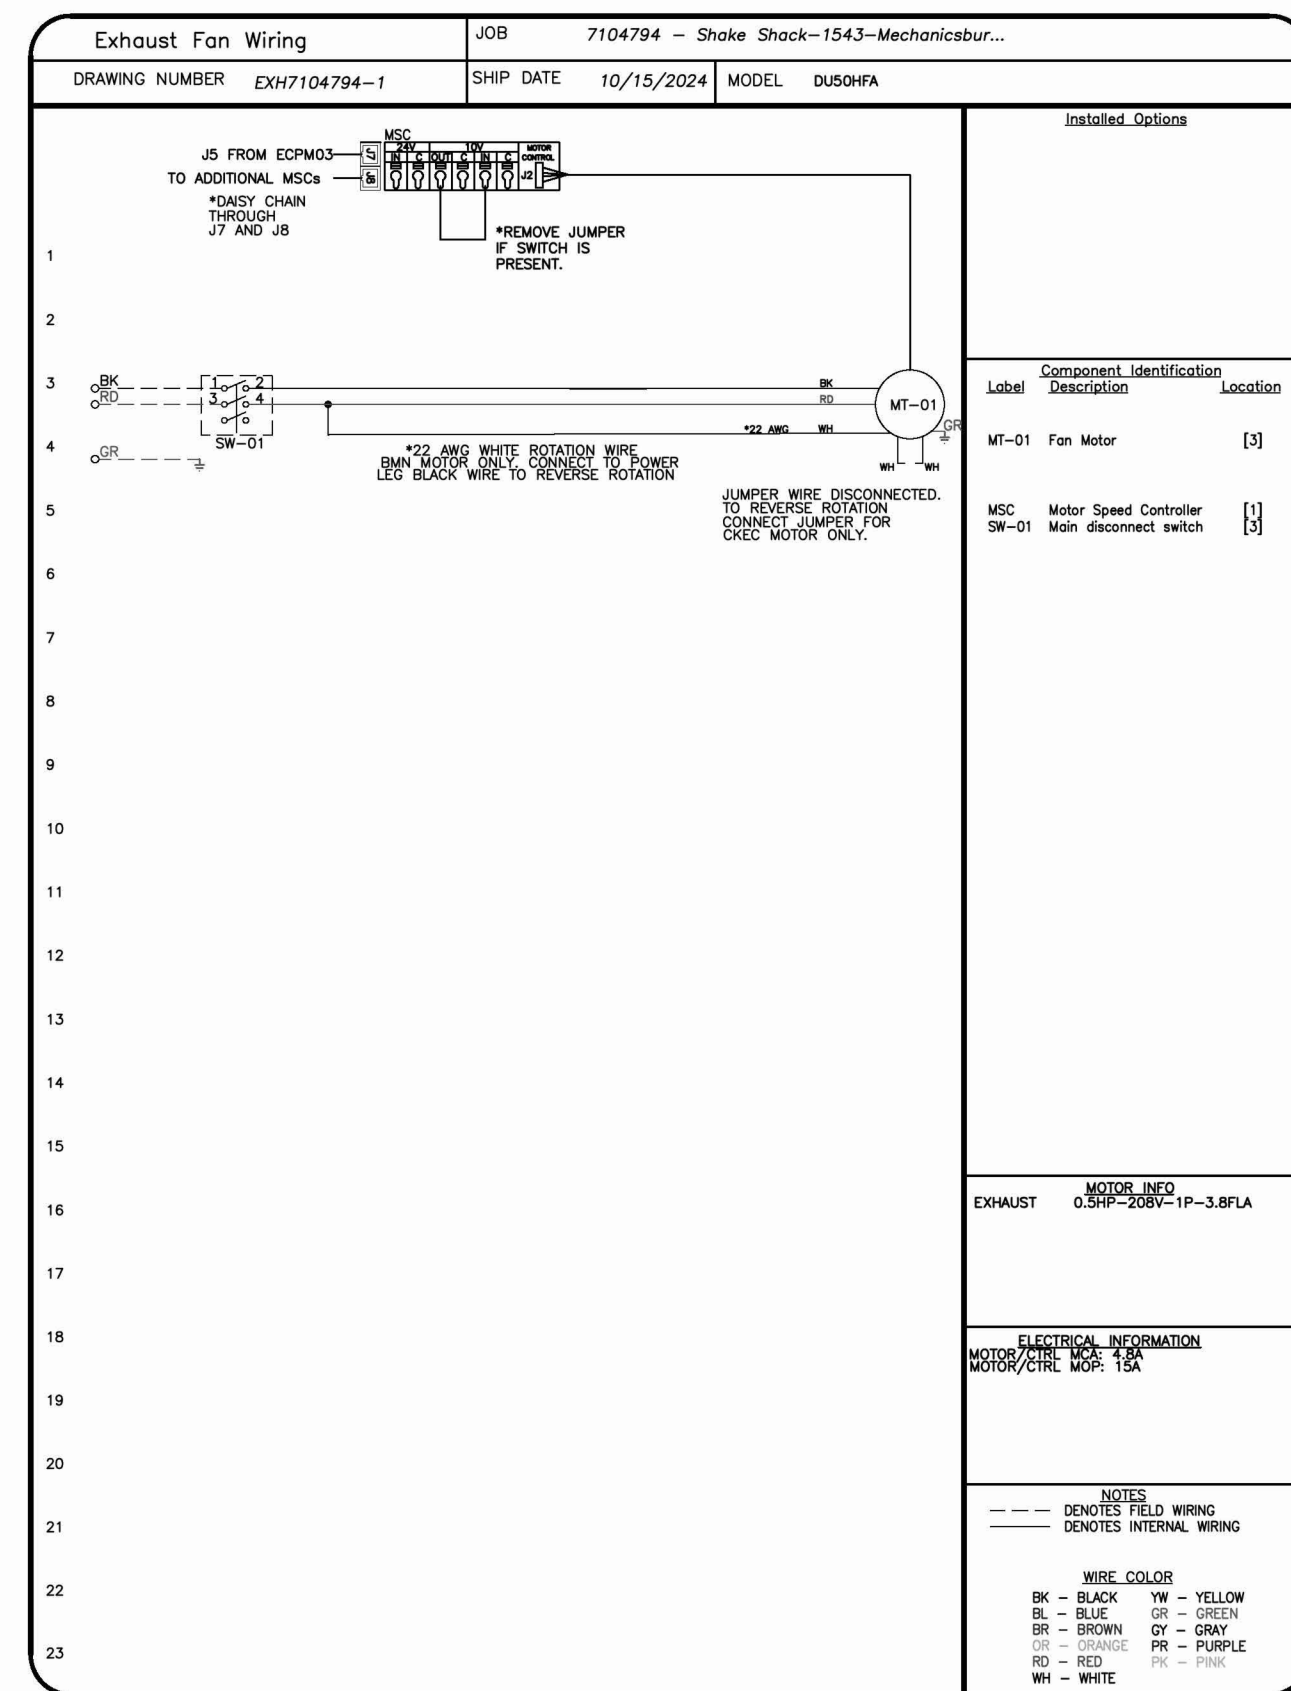 Exhaust Fan Wiring
JOB 7104794 - Shake Shack-1543-Mechanicsbur...
DRAWING NUMBER EXH7104794-1
SHIP DATE 10/15/2024
MODEL DU50HFA
MSC
24V 10V MOTOR
IN C OUT C IN C CONTROL
J2
J7
J8
J5 FROM ECPM03
TO ADDITIONAL MSCs
*DAISY CHAIN
THROUGH
J7 AND J8
*REMOVE JUMPER
IF SWITCH IS
PRESENT.
1
2
3
4
5
6
7
8
9
10
11
12
13
14
15
16
17
18
19
20
21
22
23
BK 1 2 BK
RD 3 4 RD
MT-01
SW-01
*22 AWG WH
GR
GR
WH WH
*22 AWG WHITE ROTATION WIRE
BMN MOTOR ONLY. CONNECT TO POWER
LEG BLACK WIRE TO REVERSE ROTATION
JUMPER WIRE DISCONNECTED.
TO REVERSE ROTATION
CONNECT JUMPER FOR
CKEC MOTOR ONLY.
Installed Options
Component Identification
Label Description Location
MT-01 Fan Motor [3]
MSC Motor Speed Controller [1]
SW-01 Main disconnect switch [3]
MOTOR INFO
EXHAUST 0.5HP-208V-1P-3.8FLA
ELECTRICAL INFORMATION
MOTOR/CTRL MCA: 4.8A
MOTOR/CTRL MOP: 15A
NOTES
DENOTES FIELD WIRING
DENOTES INTERNAL WIRING
WIRE COLOR
BK - BLACK YW - YELLOW
BL - BLUE GR - GREEN
BR - BROWN GY - GRAY
OR - ORANGE PR - PURPLE
RD - RED PK - PINK
WH - WHITE